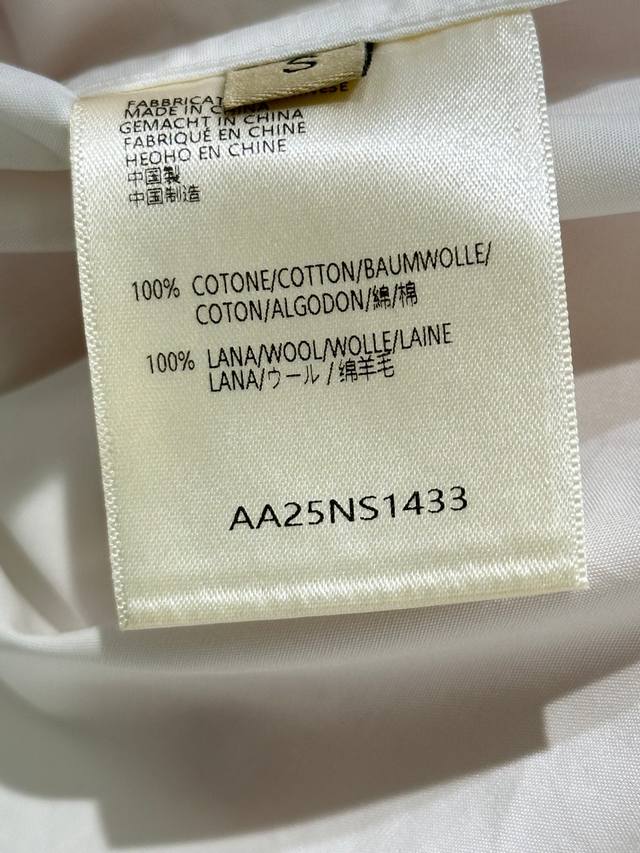 S
FABBRICAT
MADE IN CHINA
GEMACHT IN CHINA
FABRIQUÉ EN CHINE
HEOHO EN CHINE
中国製
中国制造
100% COTONE/COTTON/BAUMWOLLE/
COTON/ALGODON/綿/棉
100% LANA/WOOL/WOLLE/LAINE
LANA/ウール / 绵羊毛
AA25NS1433